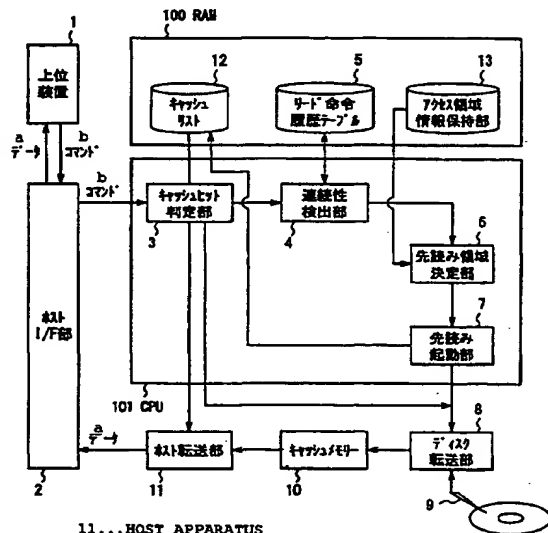 100 RAM
1
上位
装置
12
キャッシュ
リスト
5
リード命令
履歴テーブル
13
アクセス領域
情報保持部
a
データ
b
コマンド
b
コマンド
キャッシュヒット
判定部
3
連続性
検出部
4
6
先読み領域
決定部
7
先読み
起動部
ホスト
I/F部
101 CPU
a
データ
ホスト転送部
キャッシュメモリー
8
ディスク
転送部
2
11
10
9
11...HOST APPARATUS